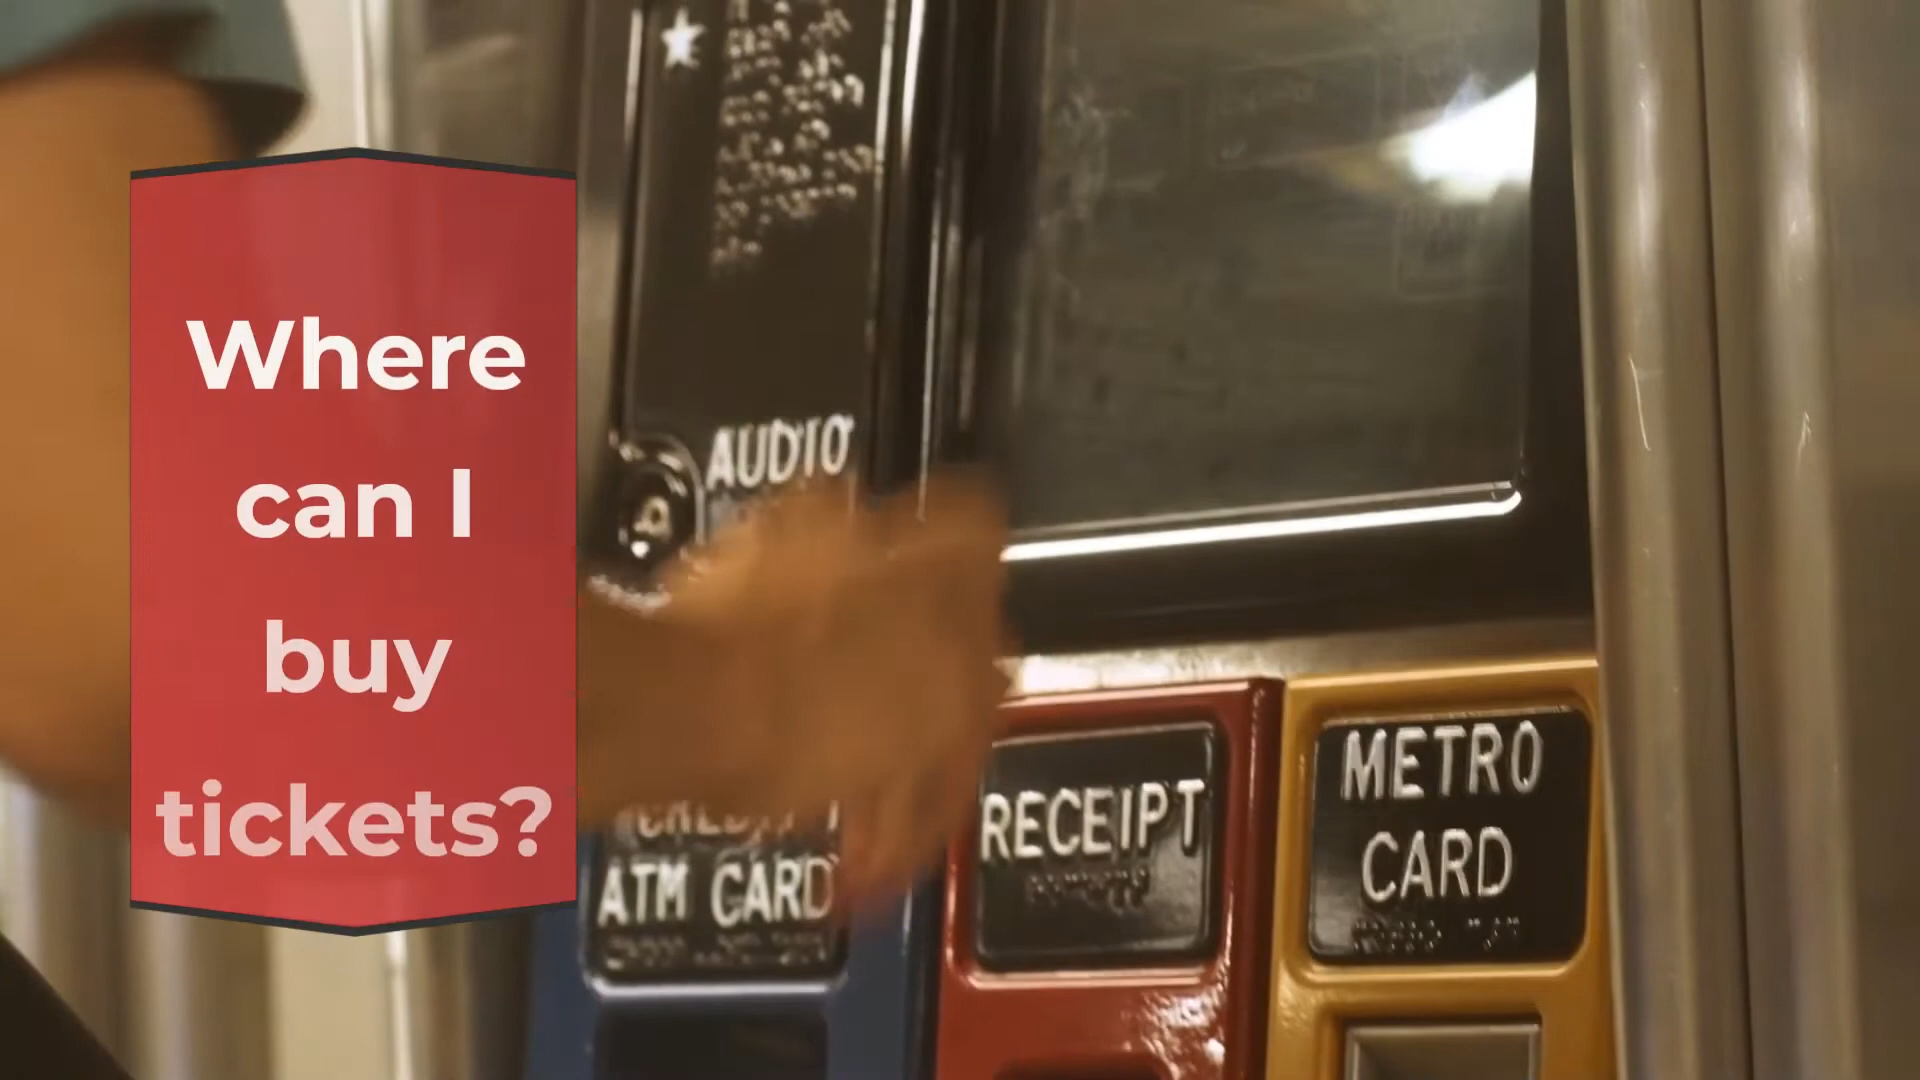 Where
can I
buy
tickets?
AUDIO
ATM CARD
RECEIPT
METRO
CARD